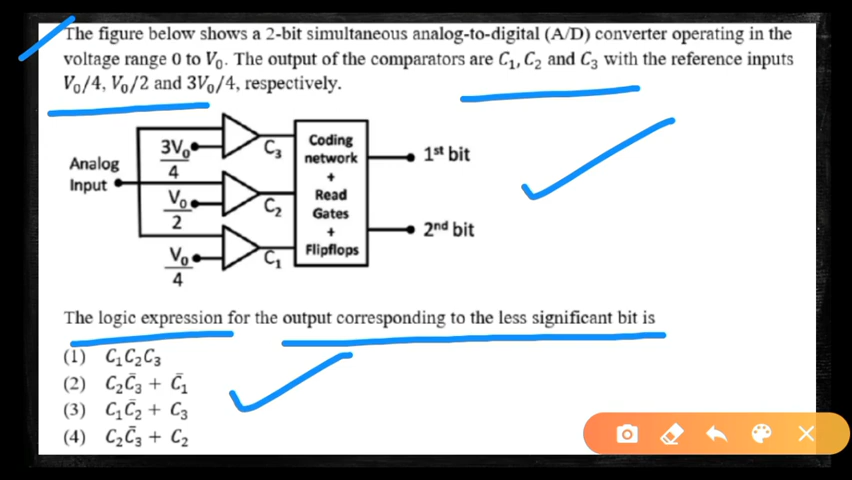 The figure below shows a 2-bit simultaneous analog-to-digital (A/D) converter operating in the
voltage range 0 to V₀. The output of the comparators are C₁, C₂ and C₃ with the reference inputs
V₀/4, V₀/2 and 3V₀/4, respectively.
Analog
Input
3V₀
4
V₀
2
V₀
4
C₃
C₂
C₁
Coding
network
+
Read
Gates
+
Flipflops
1st bit
2nd bit
The logic expression for the output corresponding to the less significant bit is
(1) C₁C₂C₃
(2) C₂C̄₃ + C̄₁
(3) C₁C̄₂ + C₃
(4) C₂C̄₃ + C₂